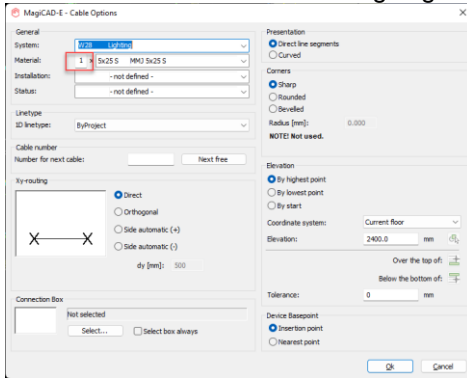 MagiCAD-E - Cable Options
General
System: W28 Lighting
Material: 1 x 5x25 S MMJ 5x25 S
Installation: - not defined -
Status: - not defined -
Linetype
1D linetype: ByProject
Cable number
Number for next cable: Next free
Xy-routing
Direct
Orthogonal
Side automatic (+)
Side automatic (-)
dy [mm]: 500
Connection Box
Not selected
Select... Select box always
Presentation
Direct line segments
Curved
Corners
Sharp
Rounded
Bevelled
Radius [mm]: 0.000
NOTE! Not used.
Elevation
By highest point
By lowest point
By start
Coordinate system: Current floor
Elevation: 2400.0 mm
Over the top of:
Below the bottom of:
Tolerance: 0 mm
Device Basepoint
Insertion point
Nearest point
Ok Cancel